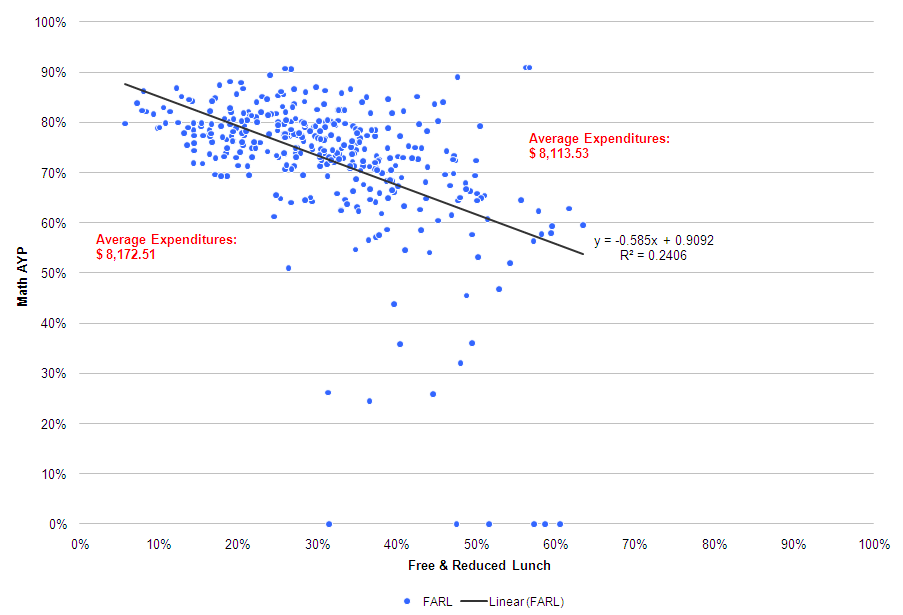 100%
90%
80%
70%
60%
50%
40%
30%
20%
10%
0%
Math AYP
Average Expenditures:
$ 8,113.53
Average Expenditures:
$ 8,172.51
y = -0.585x + 0.9092
R² = 0.2406
0% 10% 20% 30% 40% 50% 60% 70% 80% 90% 100%
Free & Reduced Lunch
FARL Linear (FARL)